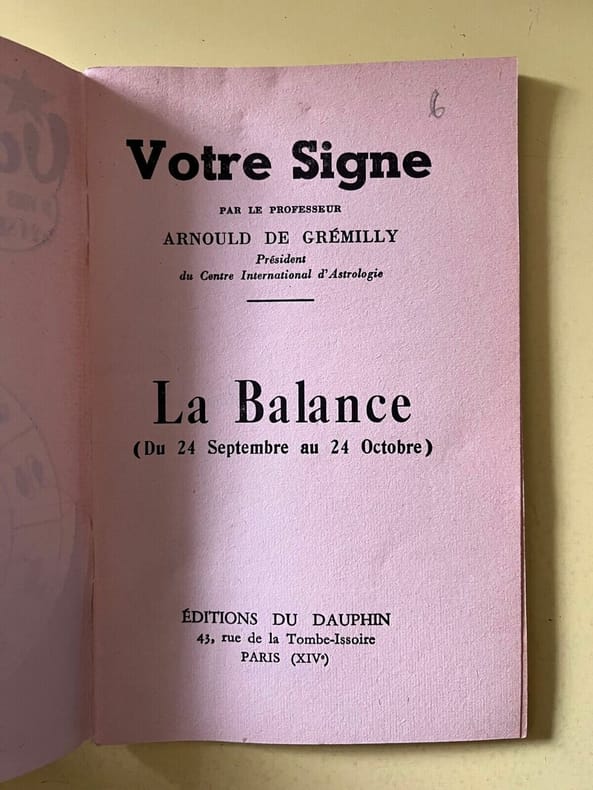 6
Votre Signe
PAR LE PROFESSEUR
ARNOULD DE GRÉMILLY
Président
du Centre International d'Astrologie
La Balance
(Du 24 Septembre au 24 Octobre)
ÉDITIONS DU DAUPHIN
43, rue de la Tombe-Issoire
PARIS (XIVᵉ)